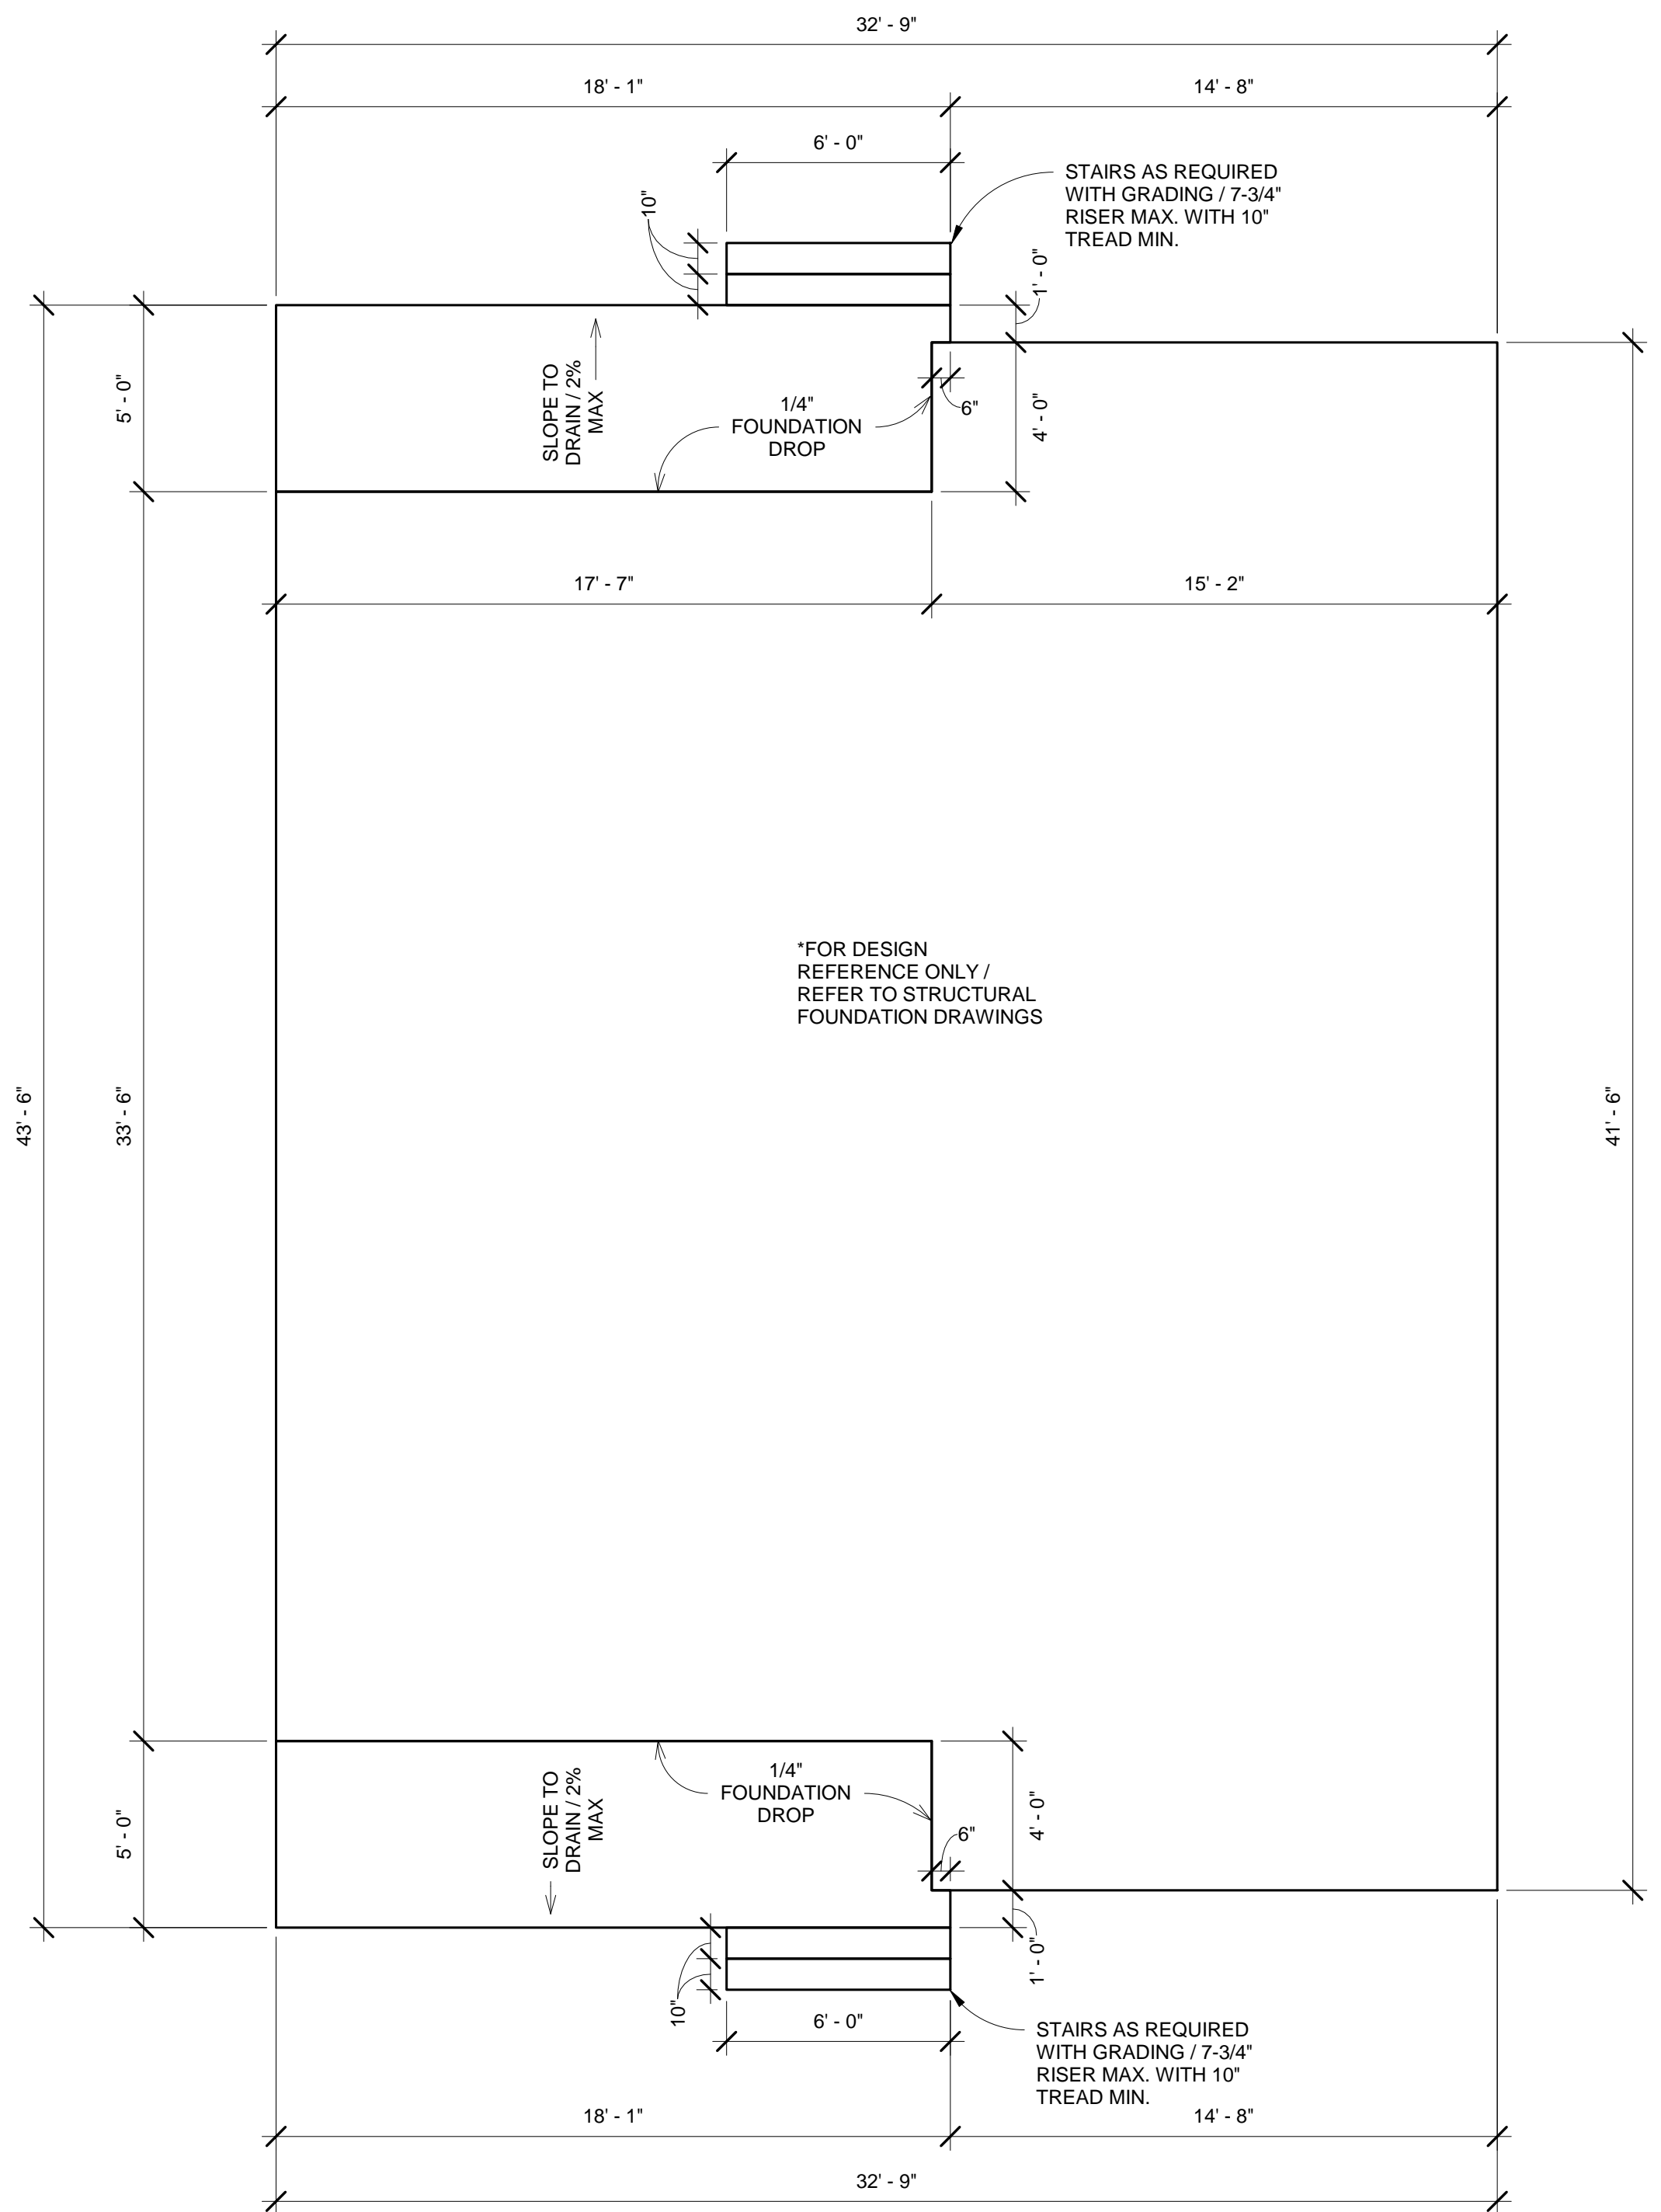 32' - 9"
18' - 1"
14' - 8"
6' - 0"
STAIRS AS REQUIRED
WITH GRADING / 7-3/4"
RISER MAX. WITH 10"
TREAD MIN.
10"
1' - 0"
5' - 0"
SLOPE TO
DRAIN / 2%
MAX
1/4"
FOUNDATION
DROP
6"
4' - 0"
17' - 7"
15' - 2"
*FOR DESIGN
REFERENCE ONLY /
REFER TO STRUCTURAL
FOUNDATION DRAWINGS
43' - 6"
33' - 6"
41' - 6"
5' - 0"
SLOPE TO
DRAIN / 2%
MAX
1/4"
FOUNDATION
DROP
6"
4' - 0"
1' - 0"
10"
6' - 0"
STAIRS AS REQUIRED
WITH GRADING / 7-3/4"
RISER MAX. WITH 10"
TREAD MIN.
18' - 1"
14' - 8"
32' - 9"